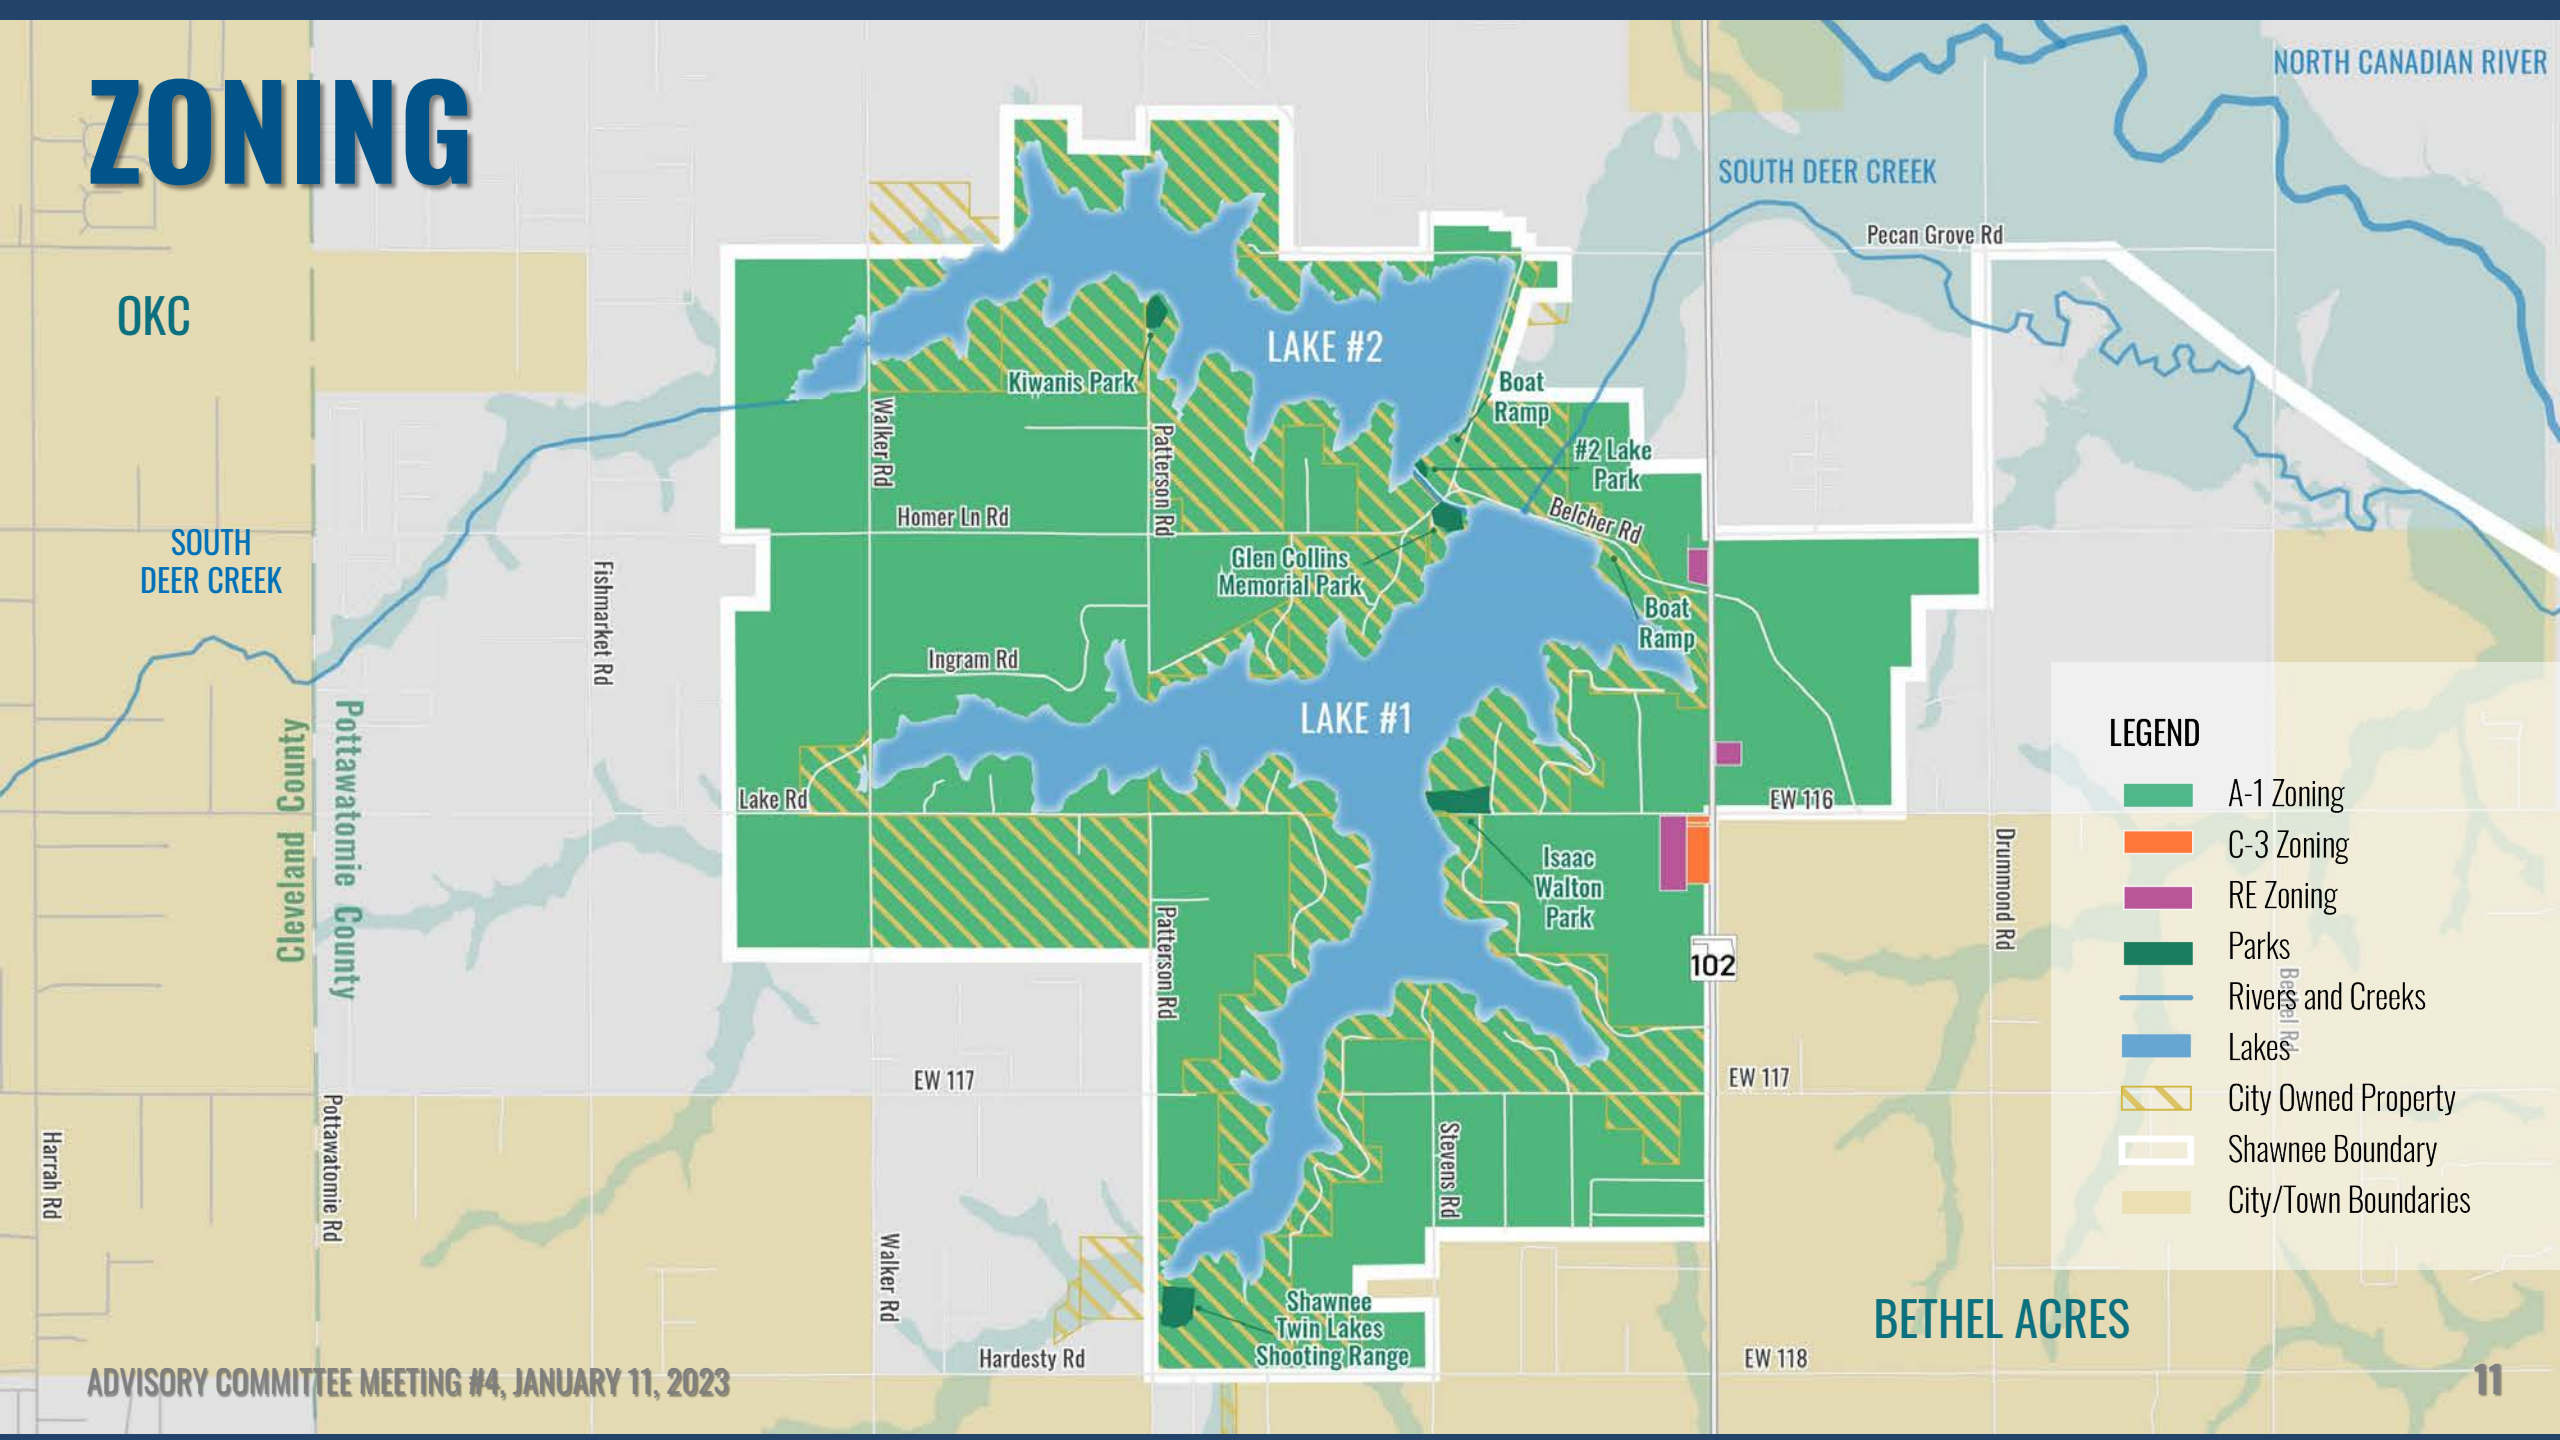 ZONING
NORTH CANADIAN RIVER
SOUTH DEER CREEK
Pecan Grove Rd
OKC
LAKE #2
Kiwanis Park
Boat
Ramp
Walker Rd
Patterson Rd
#2 Lake
Park
Homer Ln Rd
Belcher Rd
SOUTH
DEER CREEK
Glen Collins
Memorial Park
Fishmarket Rd
Boat
Ramp
Ingram Rd
LAKE #1
Cleveland County
Pottawatomie County
Lake Rd
EW 116
Isaac
Walton
Park
Drummond Rd
Patterson Rd
102
EW 117
EW 117
Harrah Rd
Pottawatomie Rd
Stevens Rd
Walker Rd
Shawnee
Twin Lakes
Shooting Range
Hardesty Rd
EW 118
BETHEL ACRES
LEGEND
A-1 Zoning
C-3 Zoning
RE Zoning
Parks
Rivers and Creeks
Lakes
City Owned Property
Shawnee Boundary
City/Town Boundaries
Bethel Rd
ADVISORY COMMITTEE MEETING #4, JANUARY 11, 2023
11